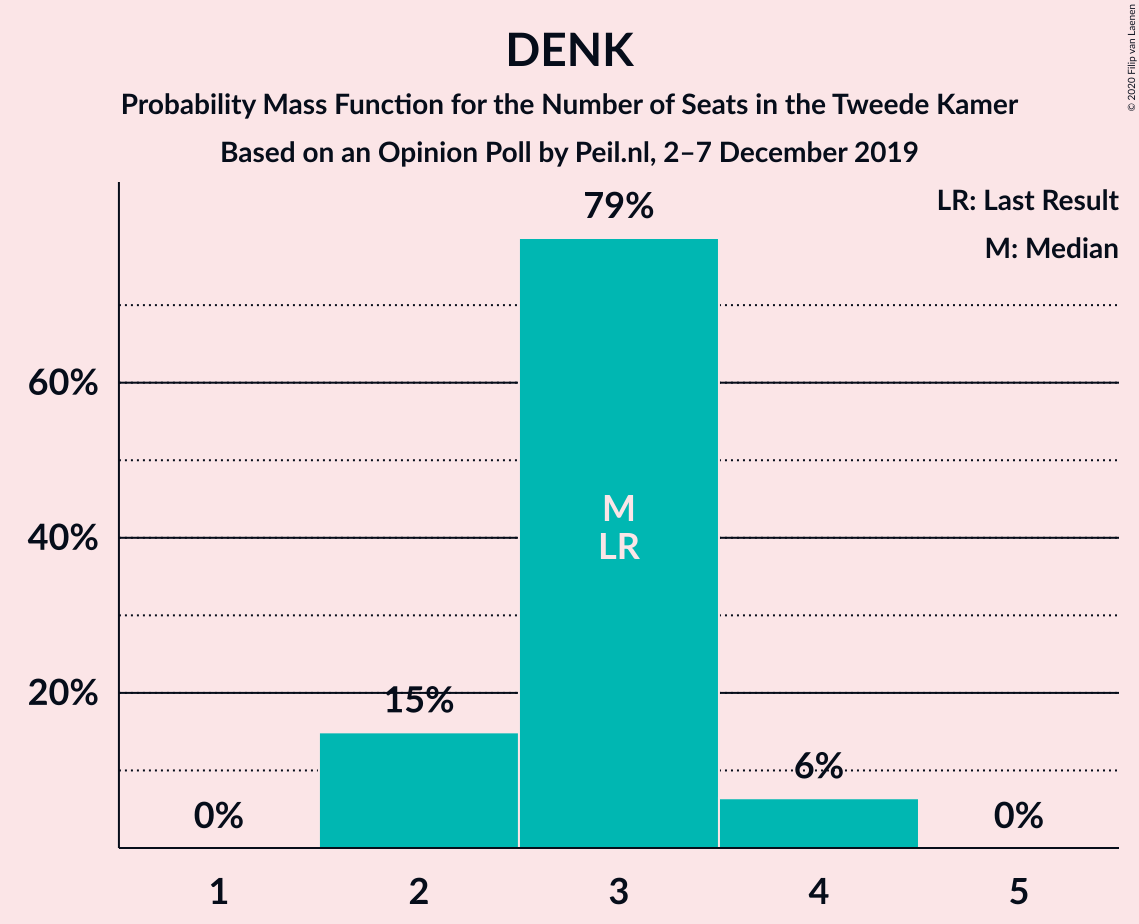 DENK
Probability Mass Function for the Number of Seats in the Tweede Kamer
Based on an Opinion Poll by Peil.nl, 2–7 December 2019
© 2020 Filip van Laenen
LR: Last Result
M: Median
79%
60%
M
40%
LR
20%
15%
6%
0%
0%
1 2 3 4 5